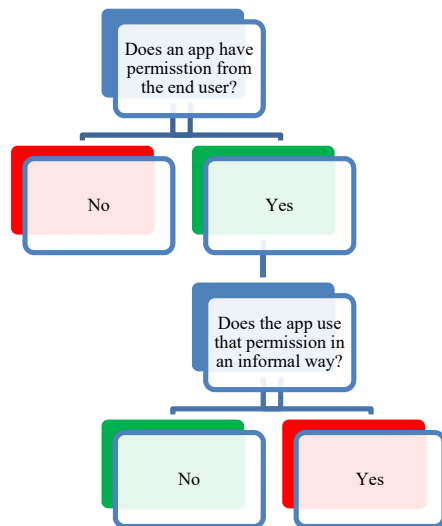 Does an app have
permisstion from
the end user?
No
Yes
Does the app use
that permission in
an informal way?
No
Yes